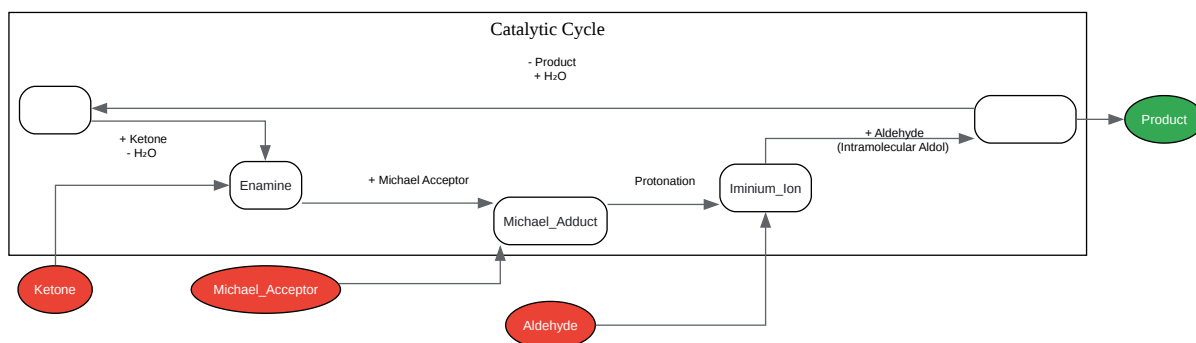 Catalytic Cycle
- Product
+ H₂O
+ Ketone
- H₂O
Enamine
+ Michael Acceptor
Michael_Adduct
Protonation
Iminium_Ion
+ Aldehyde
(Intramolecular Aldol)
Product
Ketone
Michael_Acceptor
Aldehyde